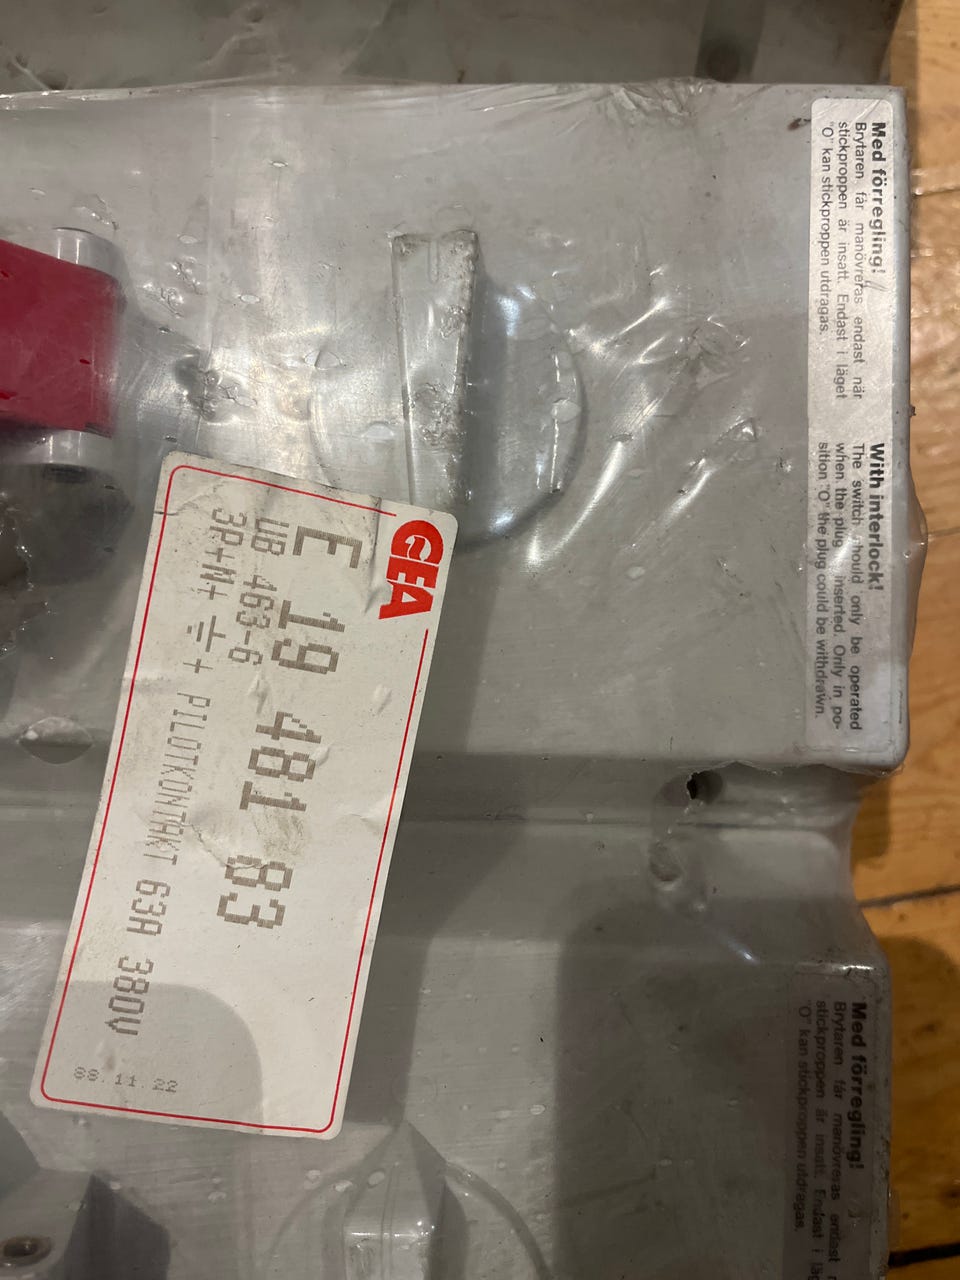 Med förregling!
Brytaren får manövreras endast när
stickproppen är insatt. Endast i läget
"O" kan stickproppen utdragas.
With interlock!
The switch should only be operated
when the plug inserted. Only in po-
sition "O" the plug could be withdrawn.
CEA
E 19 481 83
UB 463-6
3P+N+⏚+ PILOTKONTAKT 63A 380V
88.11.22
Med förregling!
Brytaren får manövreras endast
stickproppen är insatt. Endast i
"O" kan stickproppen utdragas.